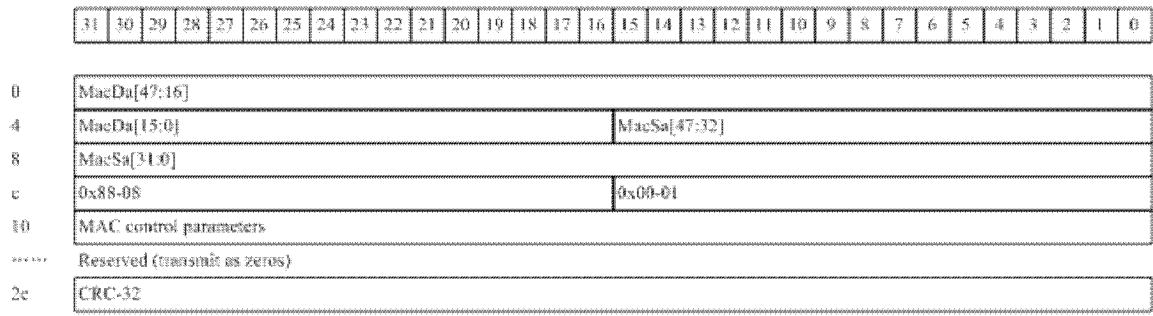 31 30 29 28 27 26 25 24 23 22 21 20 19 18 17 16 15 14 13 12 11 10 9 8 7 6 5 4 3 2 1 0
0 MacDa[47:16]
4 MacDa[15:0] MacSa[47:32]
8 MacSa[31:0]
c 0x88-08 0x00-01
10 MAC control parameters
...... Reserved (transmit as zeros)
2c CRC-32